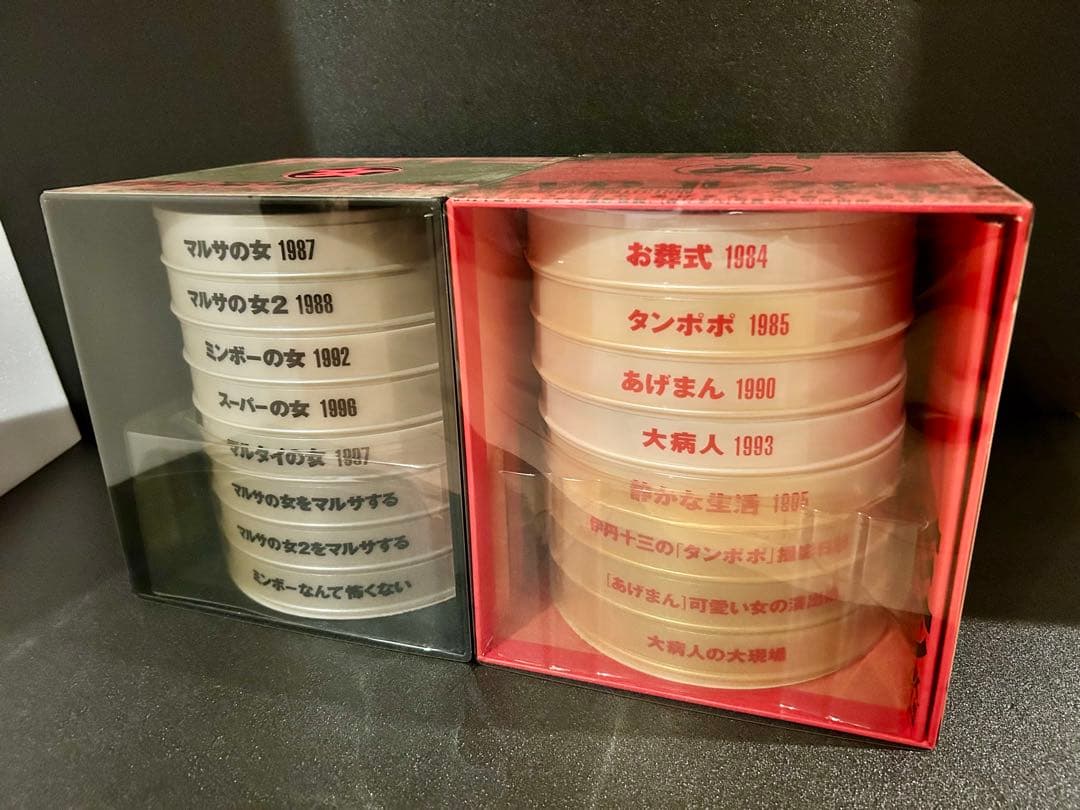 マルサの女 1987
マルサの女2 1988
ミンボーの女 1992
スーパーの女 1996
マルタイの女 1997
マルサの女をマルサする
マルサの女2をマルサする
ミンボーなんて怖くない
お葬式 1984
タンポポ 1985
あげまん 1990
大病人 1993
静かな生活 1995
伊丹十三の「タンポポ」撮影日記
[あげまん]可愛い女の演出術
大病人の大現場